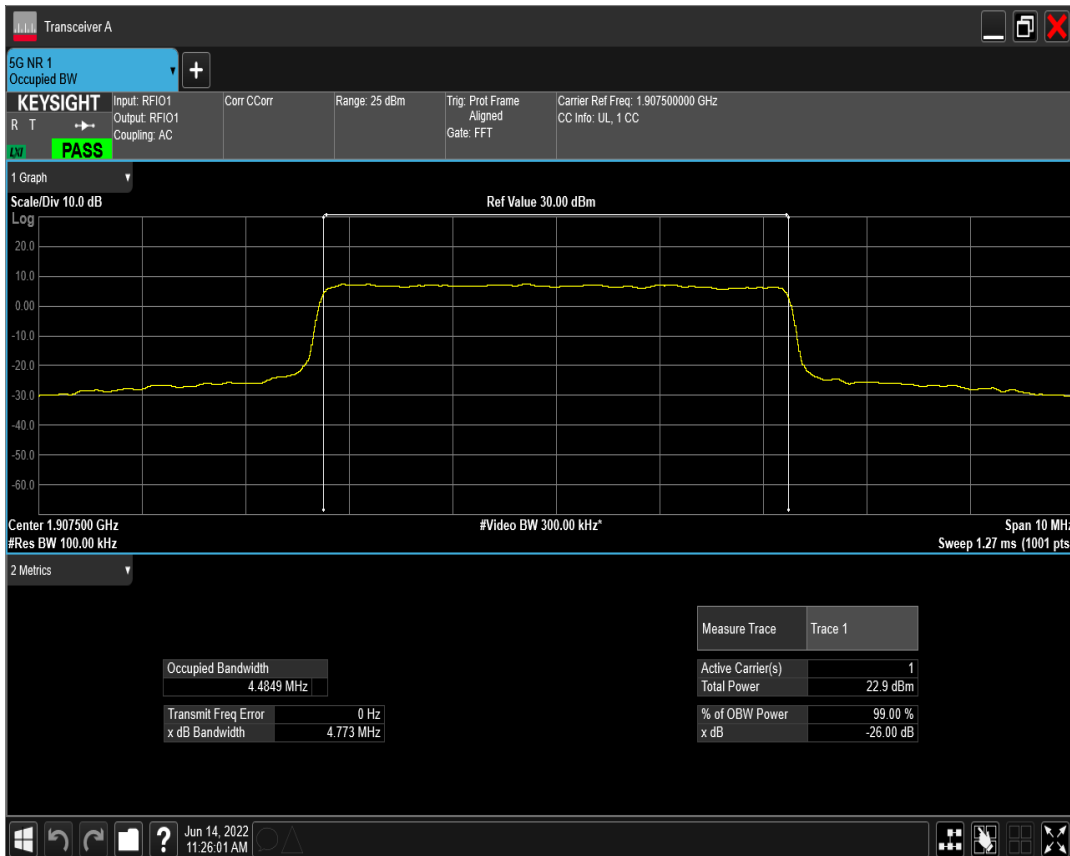 Transceiver A
5G NR 1
Occupied BW
KEYSIGHT
R T
LXI
PASS
Input: RFIO1
Output: RFIO1
Coupling: AC
Corr CCorr
Range: 25 dBm
Trig: Prot Frame
Aligned
Gate: FFT
Carrier Ref Freq: 1.907500000 GHz
CC Info: UL, 1 CC
1 Graph
Scale/Div 10.0 dB
Ref Value 30.00 dBm
Log
20.0
10.0
0.00
-10.0
-20.0
-30.0
-40.0
-50.0
-60.0
Center 1.907500 GHz
#Video BW 300.00 kHz*
Span 10 MHz
#Res BW 100.00 kHz
Sweep 1.27 ms (1001 pts
2 Metrics
Measure Trace Trace 1
Occupied Bandwidth
4.4849 MHz
Active Carrier(s) 1
Total Power 22.9 dBm
Transmit Freq Error 0 Hz
x dB Bandwidth 4.773 MHz
% of OBW Power 99.00 %
x dB -26.00 dB
?
Jun 14, 2022
11:26:01 AM